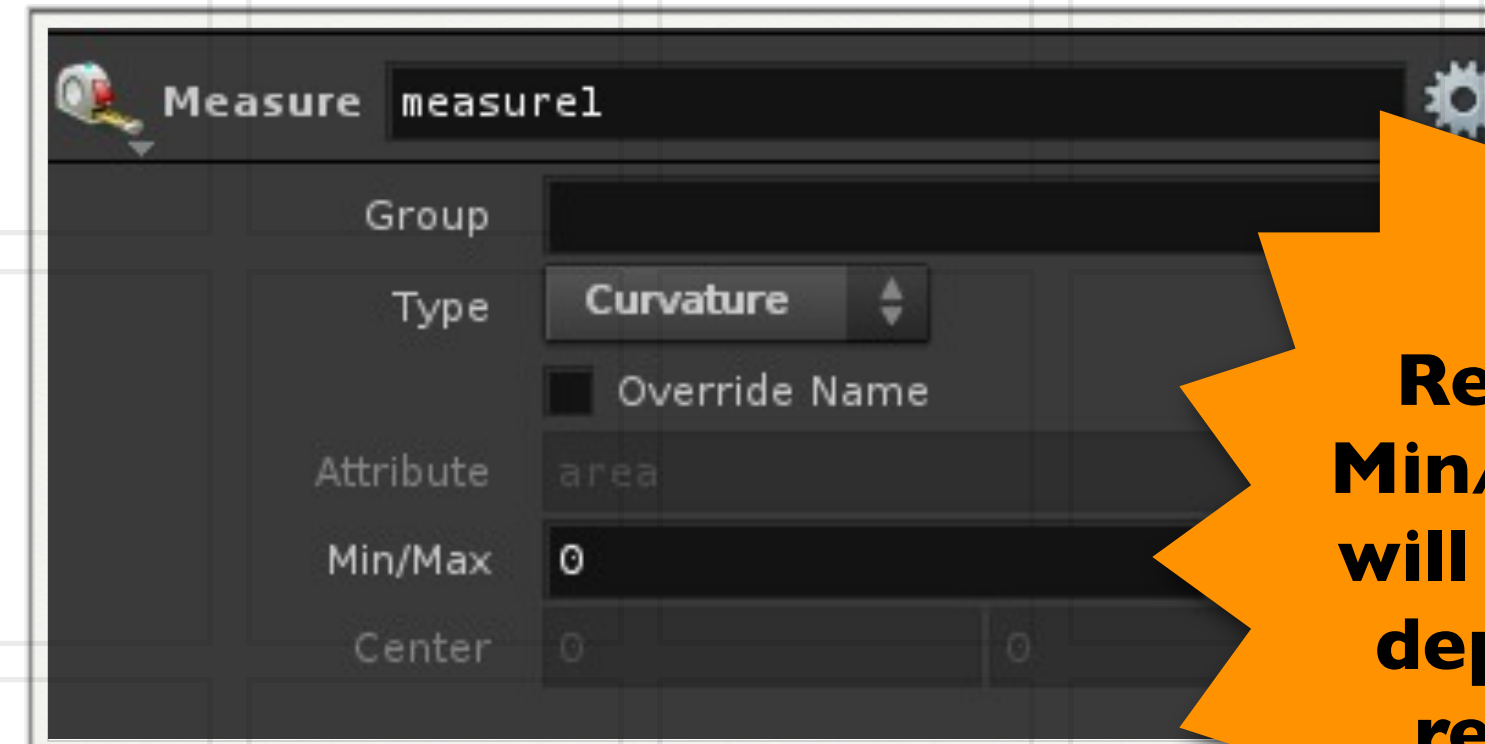 Measure measure1
Group
Type Curvature
Override Name
Attribute area
Min/Max 0
Center 0 0
Re
Min/
will
dep
re